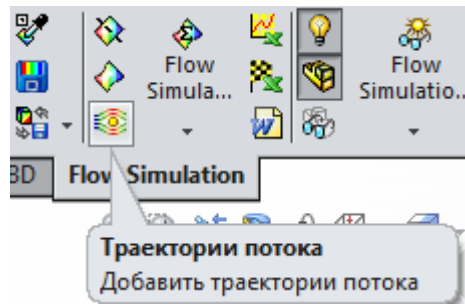 Flow
Simula...
Flow
Simulatio...
3D
Flow Simulation
Траектории потока
Добавить траектории потока